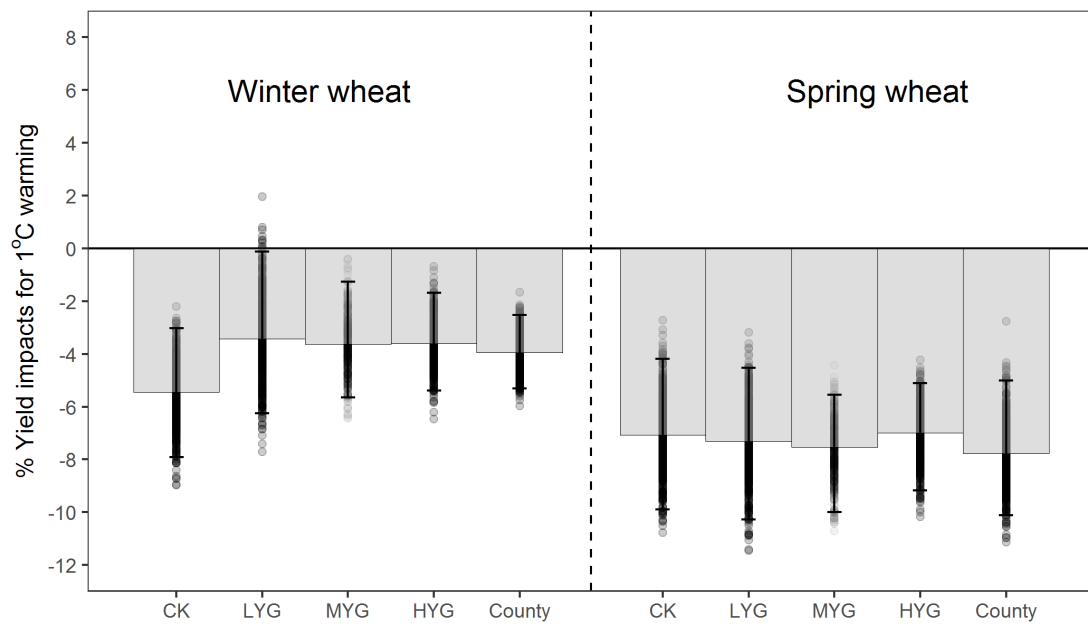 8
6
4
2
0
-2
-4
-6
-8
-10
-12
% Yield impacts for 1°C warming
Winter wheat
Spring wheat
CK LYG MYG HYG County CK LYG MYG HYG County